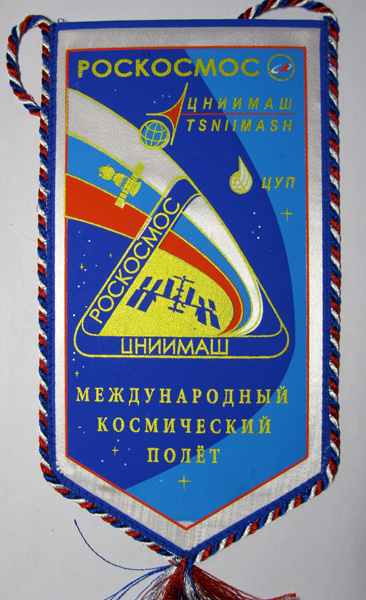 РОСКОСМОС
ЦНИИМАШ
TSNIIMASH
ЦУП
РОСКОСМОС
ЦНИИМАШ
МЕЖДУНАРОДНЫЙ
КОСМИЧЕСКИЙ
ПОЛЁТ